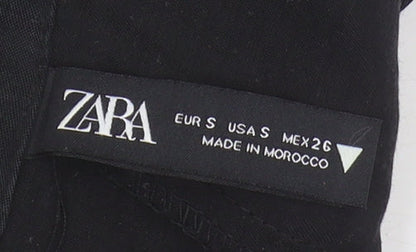 ZARA
EUR S USA S MEX 26
MADE IN MOROCCO